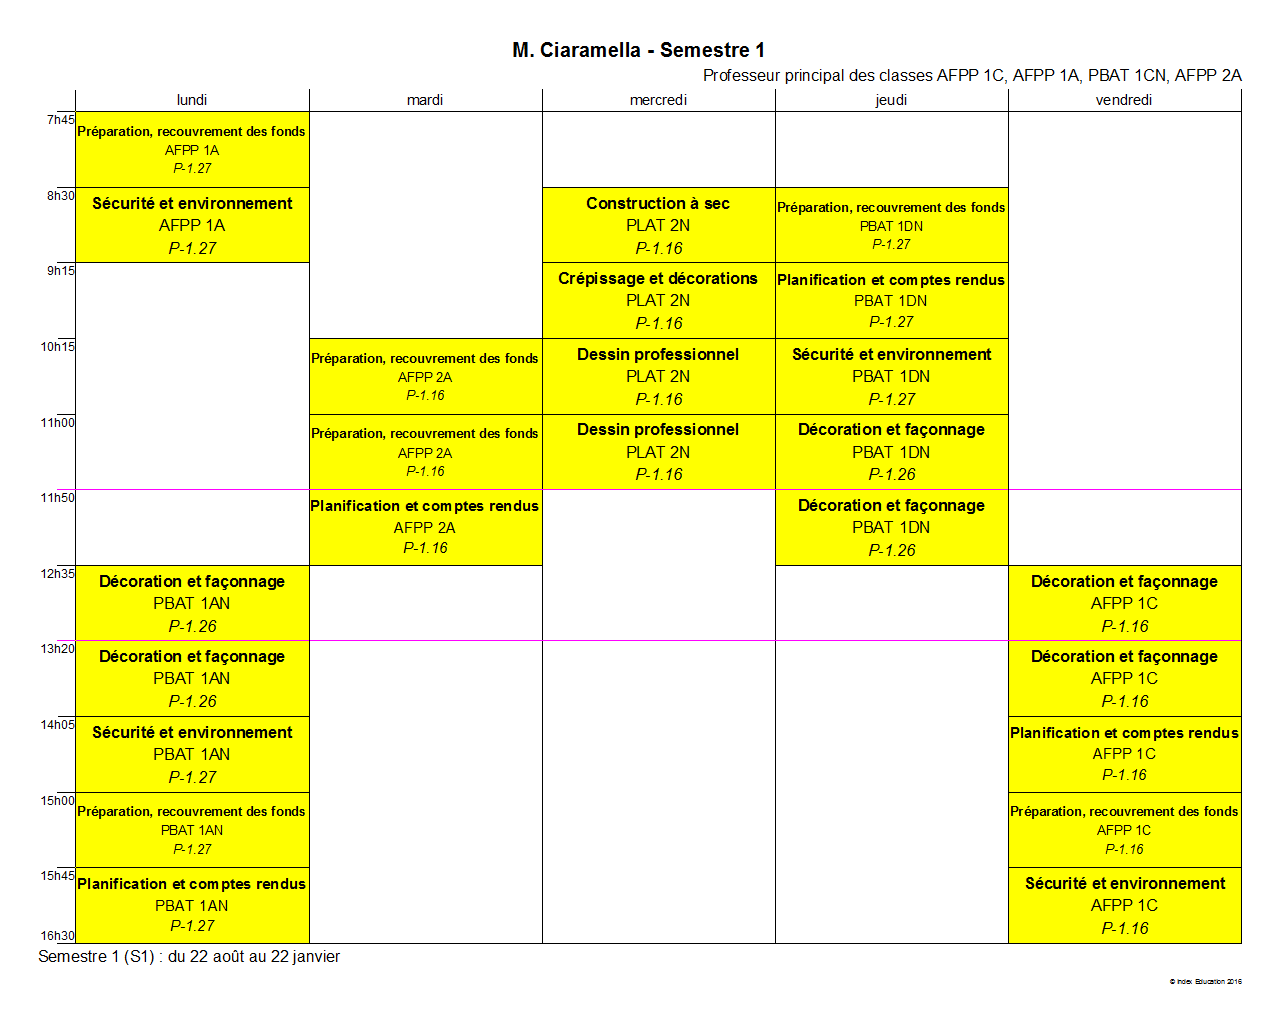 M. Ciaramella - Semestre 1
Professeur principal des classes AFPP 1C, AFPP 1A, PBAT 1CN, AFPP 2A
lundi
mardi
mercredi
jeudi
vendredi
7h45
Préparation, recouvrement des fonds
AFPP 1A
P-1.27
8h30
Sécurité et environnement
AFPP 1A
P-1.27
Construction à sec
PLAT 2N
P-1.16
Préparation, recouvrement des fonds
PBAT 1DN
P-1.27
9h15
Crépissage et décorations
PLAT 2N
P-1.16
Planification et comptes rendus
PBAT 1DN
P-1.27
10h15
Préparation, recouvrement des fonds
AFPP 2A
P-1.16
Dessin professionnel
PLAT 2N
P-1.16
Sécurité et environnement
PBAT 1DN
P-1.27
11h00
Préparation, recouvrement des fonds
AFPP 2A
P-1.16
Dessin professionnel
PLAT 2N
P-1.16
Décoration et façonnage
PBAT 1DN
P-1.26
11h50
Planification et comptes rendus
AFPP 2A
P-1.16
Décoration et façonnage
PBAT 1DN
P-1.26
12h35
Décoration et façonnage
PBAT 1AN
P-1.26
Décoration et façonnage
AFPP 1C
P-1.16
13h20
Décoration et façonnage
PBAT 1AN
P-1.26
Décoration et façonnage
AFPP 1C
P-1.16
14h05
Sécurité et environnement
PBAT 1AN
P-1.27
Planification et comptes rendus
AFPP 1C
P-1.16
15h00
Préparation, recouvrement des fonds
PBAT 1AN
P-1.27
Préparation, recouvrement des fonds
AFPP 1C
P-1.16
15h45
Planification et comptes rendus
PBAT 1AN
P-1.27
Sécurité et environnement
AFPP 1C
P-1.16
16h30
Semestre 1 (S1) : du 22 août au 22 janvier
© Index Education 2016